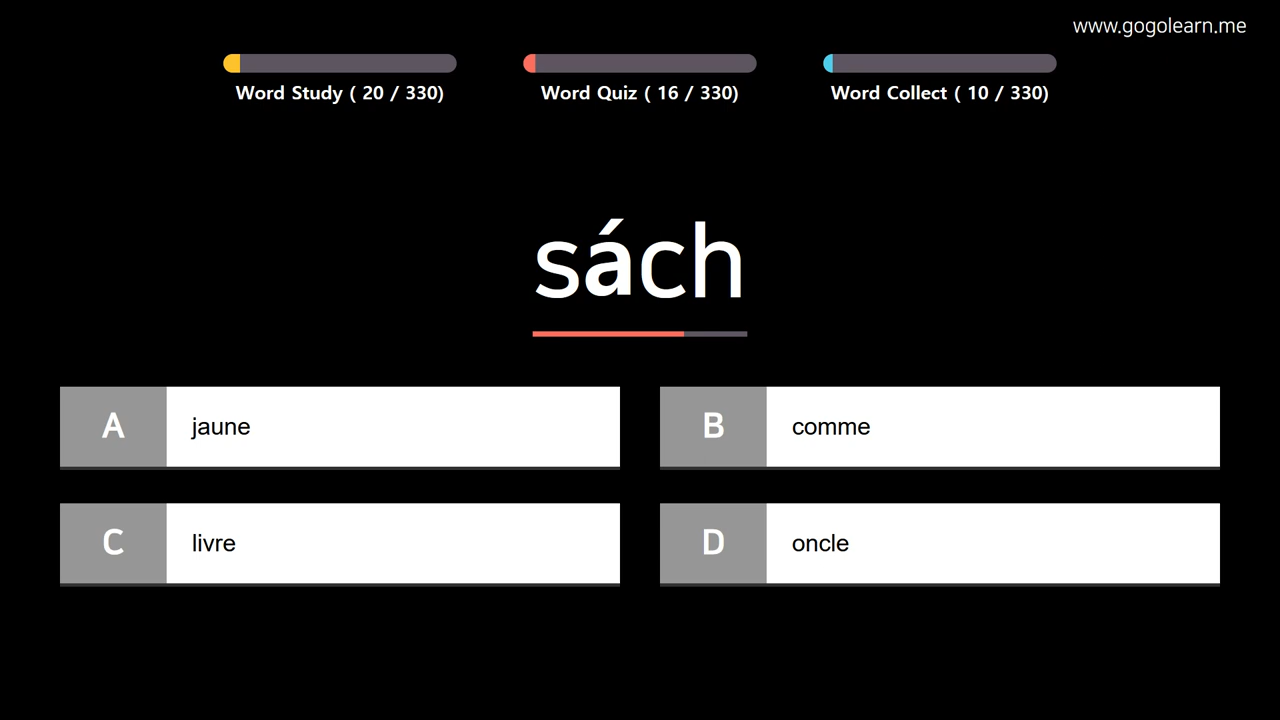 www.gogolearn.me
Word Study ( 20 / 330)
Word Quiz ( 16 / 330)
Word Collect ( 10 / 330)
sách
A jaune
B comme
C livre
D oncle